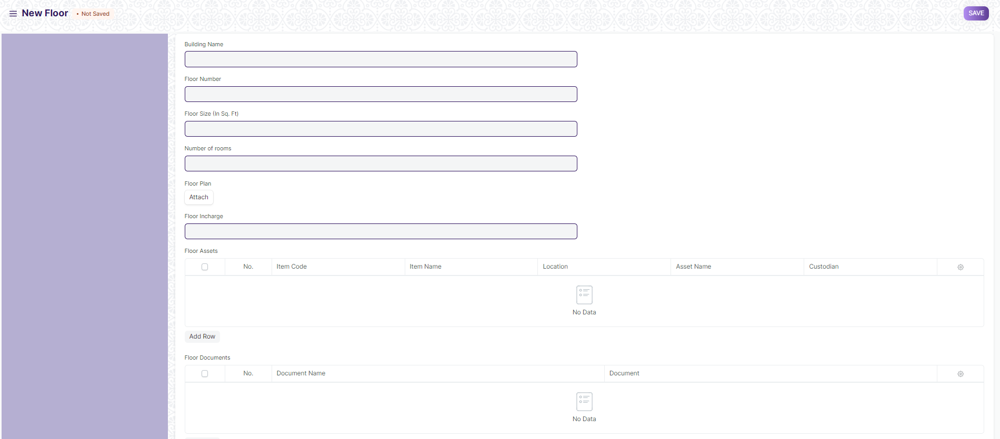 New Floor
• Not Saved
SAVE
Building Name
Floor Number
Floor Size (In Sq. Ft)
Number of rooms
Floor Plan
Attach
Floor Incharge
Floor Assets
No. Item Code Item Name Location Asset Name Custodian
No Data
Add Row
Floor Documents
No. Document Name Document
No Data